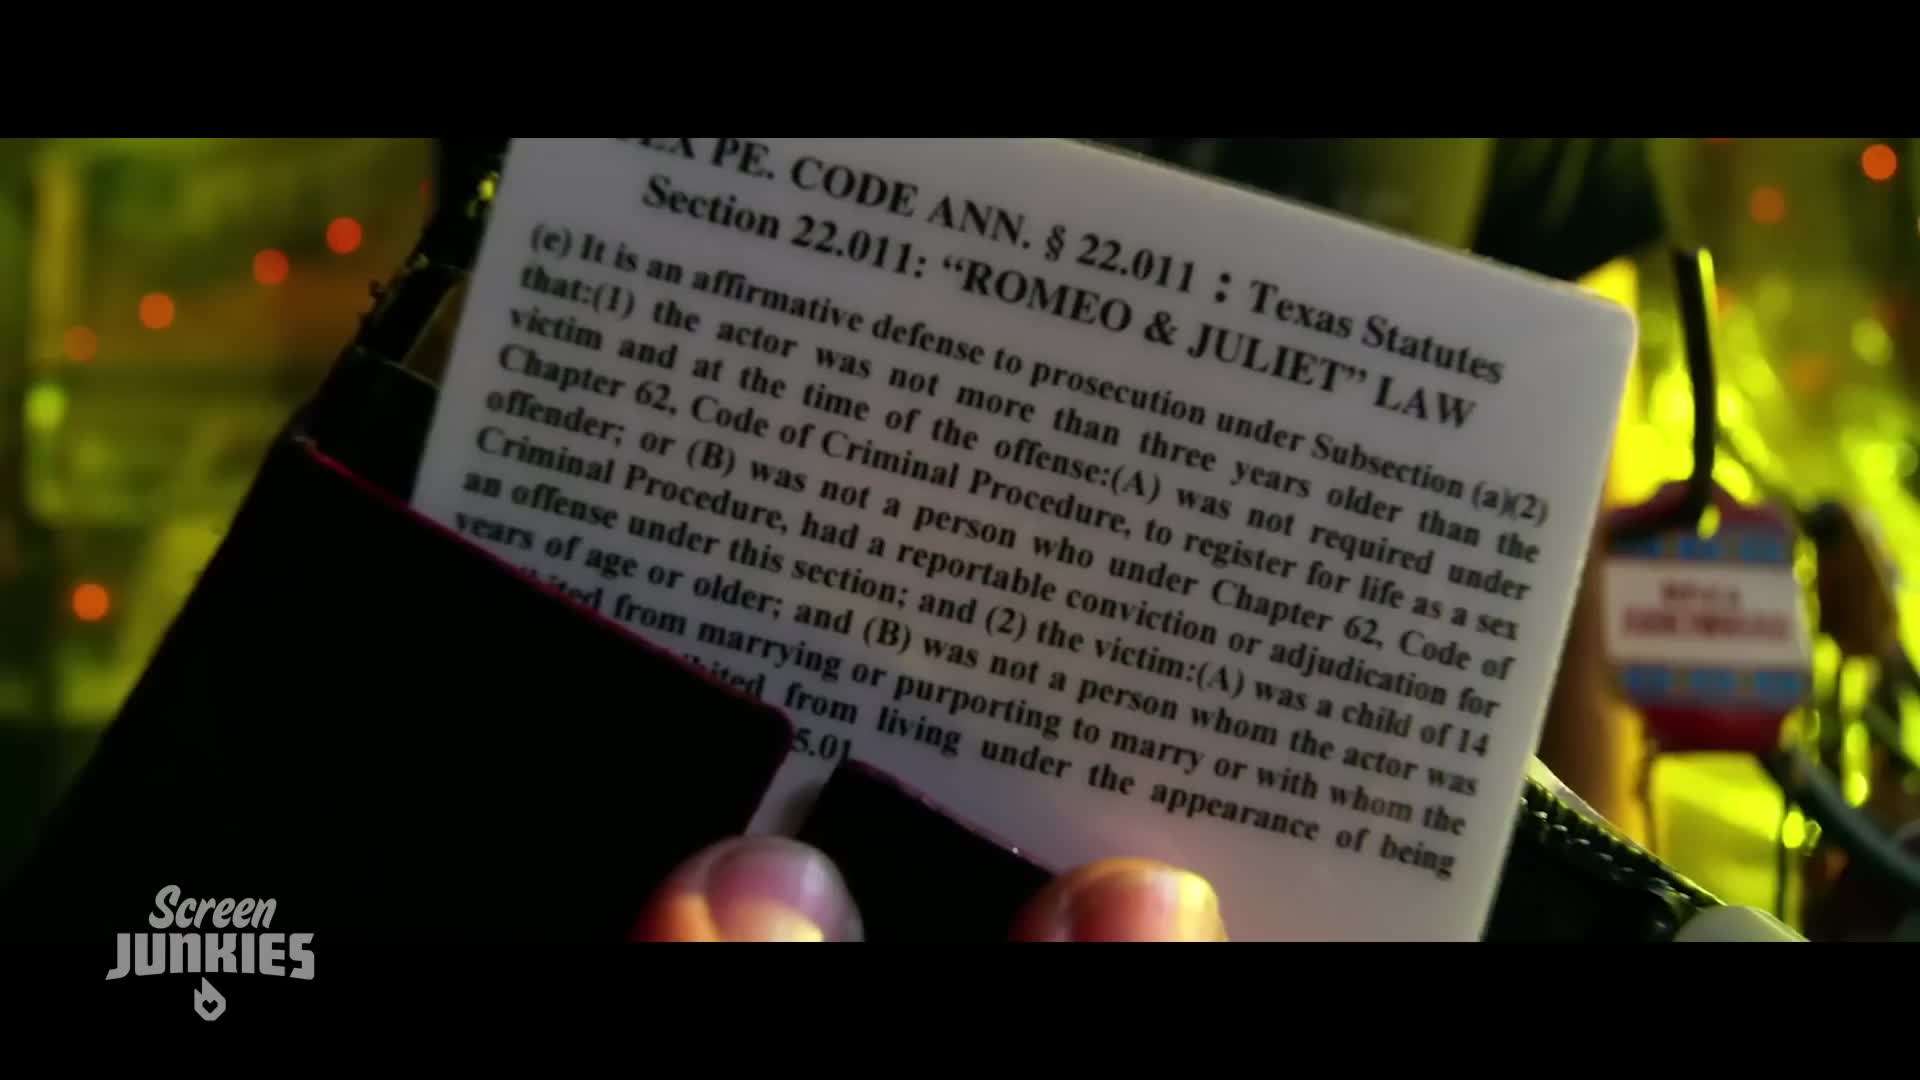 TEX PE. CODE ANN. § 22.011 : Texas Statutes
Section 22.011: “ROMEO & JULIET” LAW
(e) It is an affirmative defense to prosecution under Subsection (a)(2)
that:(1) the actor was not more than three years older than the
victim and at the time of the offense:(A) was not required under
Chapter 62, Code of Criminal Procedure, to register for life as a sex
offender; or (B) was not a person who under Chapter 62, Code of
Criminal Procedure, had a reportable conviction or adjudication for
an offense under this section; and (2) the victim:(A) was a child of 14
years of age or older; and (B) was not a person whom the actor was
from marrying or purporting to marry or with whom the
from living under the appearance of being
5.01
Screen
JUNKIES